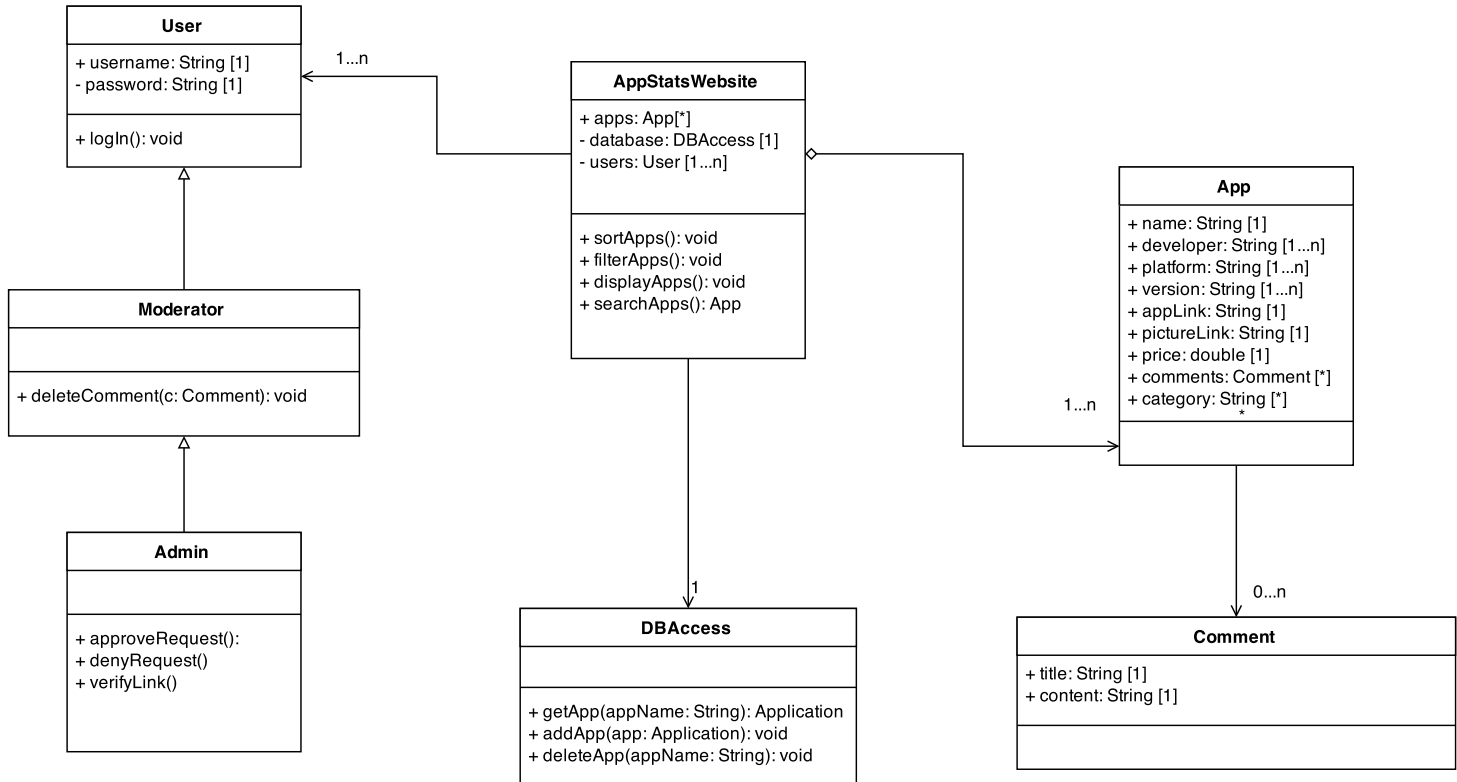 User
+ username: String [1]
- password: String [1]
+ logIn(): void
1...n
AppStatsWebsite
+ apps: App[*]
- database: DBAccess [1]
- users: User [1...n]
+ sortApps(): void
+ filterApps(): void
+ displayApps(): void
+ searchApps(): App
App
+ name: String [1]
+ developer: String [1...n]
+ platform: String [1...n]
+ version: String [1...n]
+ appLink: String [1]
+ pictureLink: String [1]
+ price: double [1]
+ comments: Comment [*]
+ category: String [*]
*
1...n
Moderator
+ deleteComment(c: Comment): void
Admin
+ approveRequest():
+ denyRequest()
+ verifyLink()
1
DBAccess
+ getApp(appName: String): Application
+ addApp(app: Application): void
+ deleteApp(appName: String): void
0...n
Comment
+ title: String [1]
+ content: String [1]